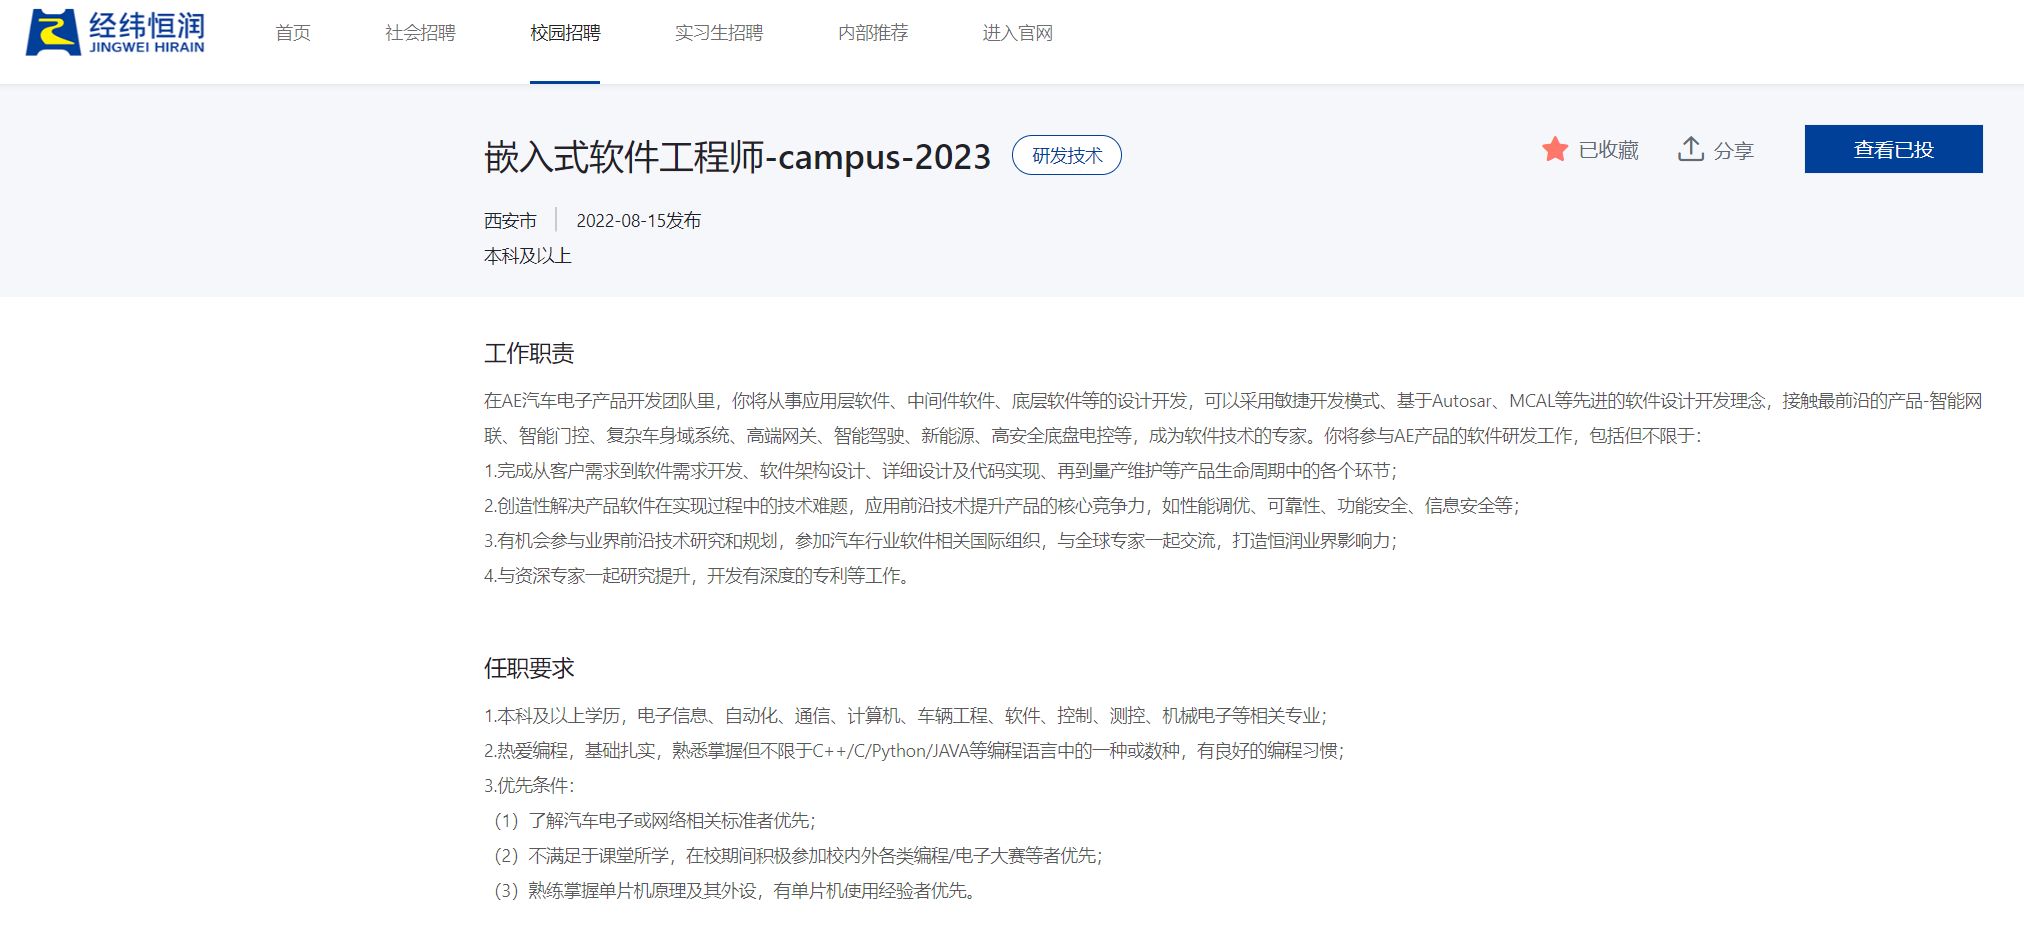 经纬恒润
JINGWEI HIRAIN
首页 社会招聘 校园招聘 实习生招聘 内部推荐 进入官网
嵌入式软件工程师-campus-2023 研发技术 已收藏 分享 查看已投
西安市 2022-08-15发布
本科及以上
工作职责
在AE汽车电子产品开发团队里，你将从事应用层软件、中间件软件、底层软件等的设计开发，可以采用敏捷开发模式、基于Autosar、MCAL等先进的软件设计开发理念，接触最前沿的产品-智能网
联、智能门控、复杂车身域系统、高端网关、智能驾驶、新能源、高安全底盘电控等，成为软件技术的专家。你将参与AE产品的软件研发工作，包括但不限于：
1.完成从客户需求到软件需求开发、软件架构设计、详细设计及代码实现、再到量产维护等产品生命周期中的各个环节；
2.创造性解决产品软件在实现过程中的技术难题，应用前沿技术提升产品的核心竞争力，如性能调优、可靠性、功能安全、信息安全等；
3.有机会参与业界前沿技术研究和规划，参加汽车行业软件相关国际组织，与全球专家一起交流，打造恒润业界影响力；
4.与资深专家一起研究提升，开发有深度的专利等工作。
任职要求
1.本科及以上学历，电子信息、自动化、通信、计算机、车辆工程、软件、控制、测控、机械电子等相关专业；
2.热爱编程，基础扎实，熟悉掌握但不限于C++/C/Python/JAVA等编程语言中的一种或数种，有良好的编程习惯；
3.优先条件：
（1）了解汽车电子或网络相关标准者优先；
（2）不满足于课堂所学，在校期间积极参加校内外各类编程/电子大赛等者优先；
（3）熟练掌握单片机原理及其外设，有单片机使用经验者优先。